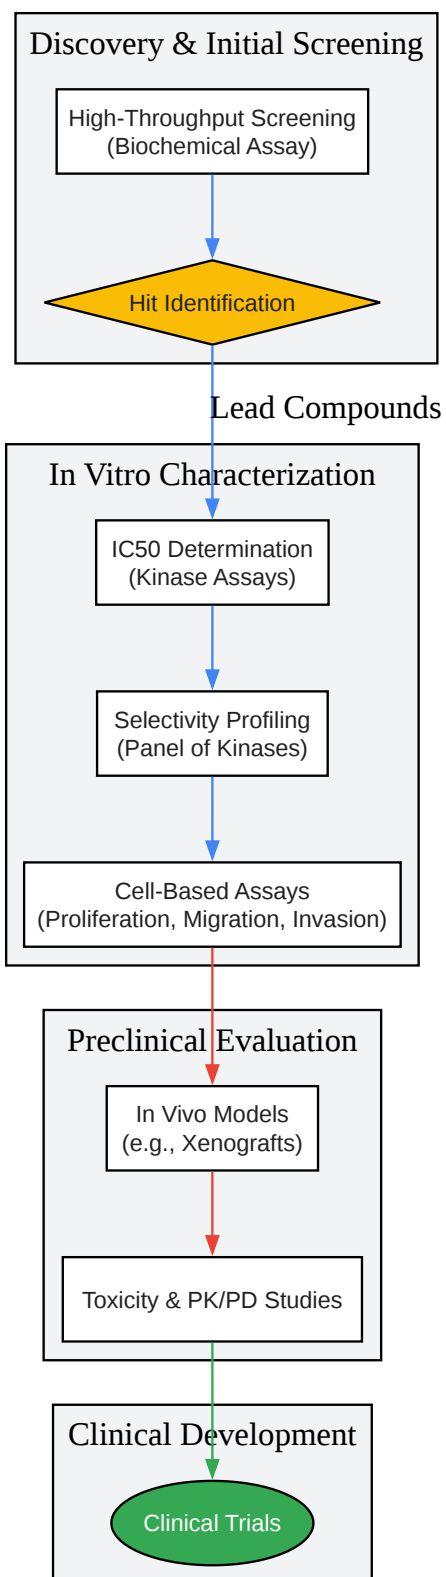 Discovery & Initial Screening
High-Throughput Screening
(Biochemical Assay)
Hit Identification
Lead Compounds
In Vitro Characterization
IC50 Determination
(Kinase Assays)
Selectivity Profiling
(Panel of Kinases)
Cell-Based Assays
(Proliferation, Migration, Invasion)
Preclinical Evaluation
In Vivo Models
(e.g., Xenografts)
Toxicity & PK/PD Studies
Clinical Development
Clinical Trials